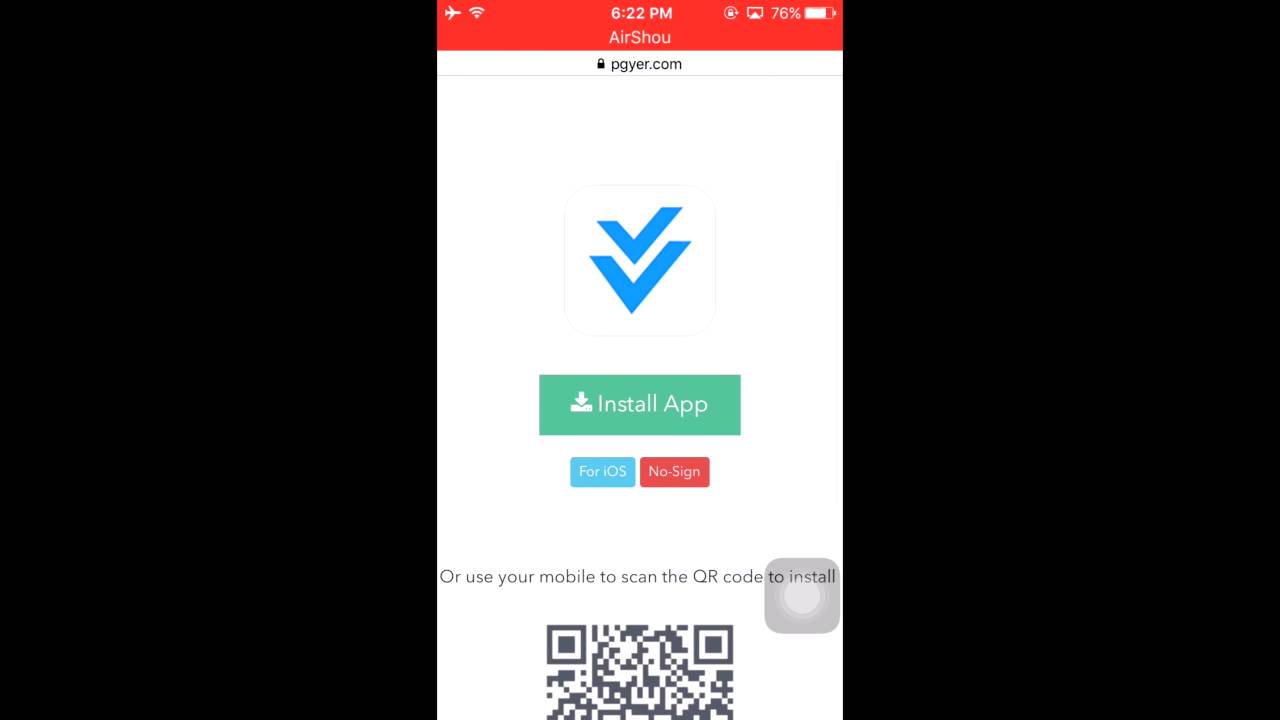 6:22 PM 76%
AirShou
pgyer.com
Install App
For iOS No-Sign
Or use your mobile to scan the QR code to install